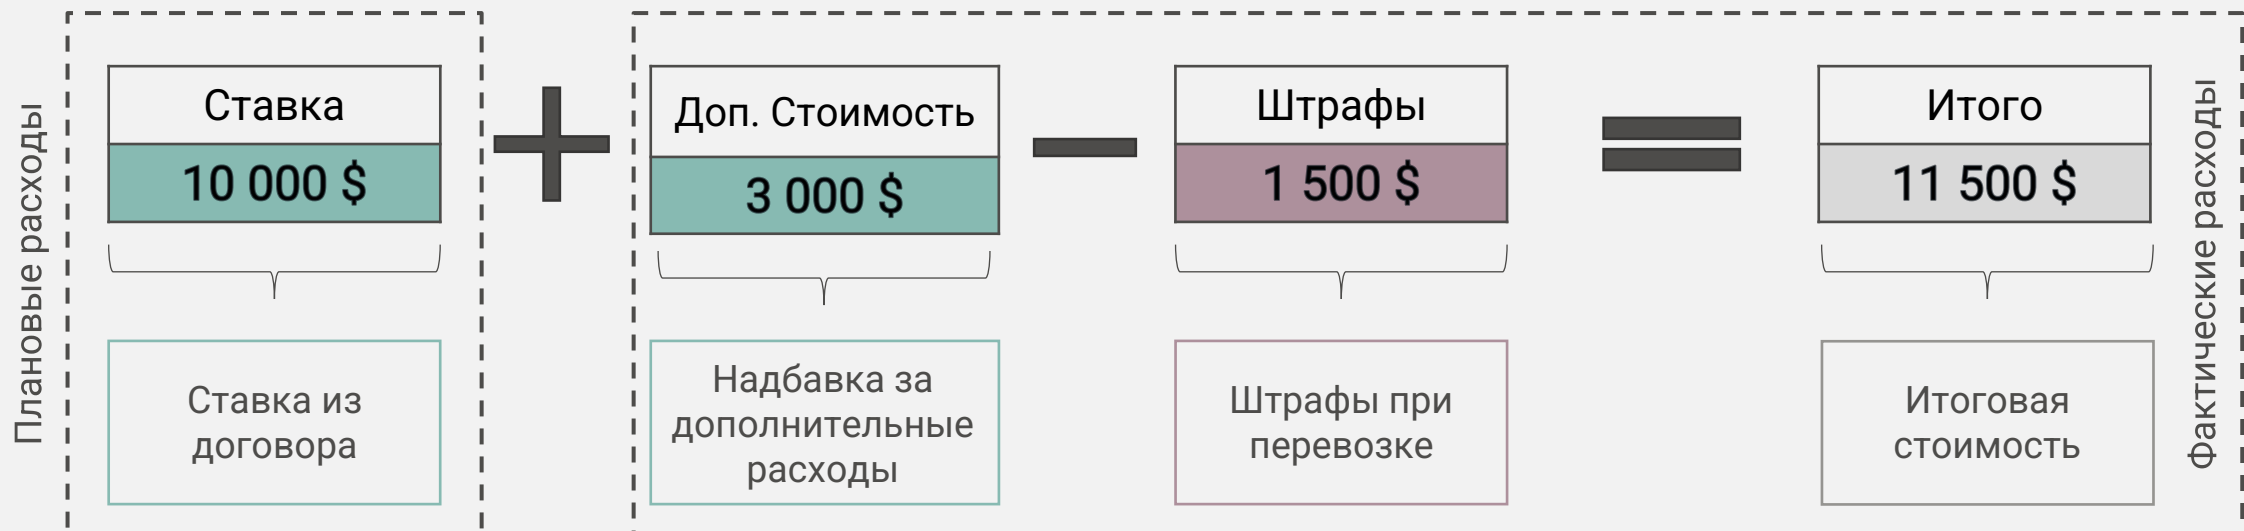 Плановые расходы
Ставка
10 000 $
Ставка из
договора
Доп. Стоимость
3 000 $
Надбавка за
дополнительные
расходы
Штрафы
1 500 $
Штрафы при
перевозке
Итого
11 500 $
Итоговая
стоимость
Фактические расходы